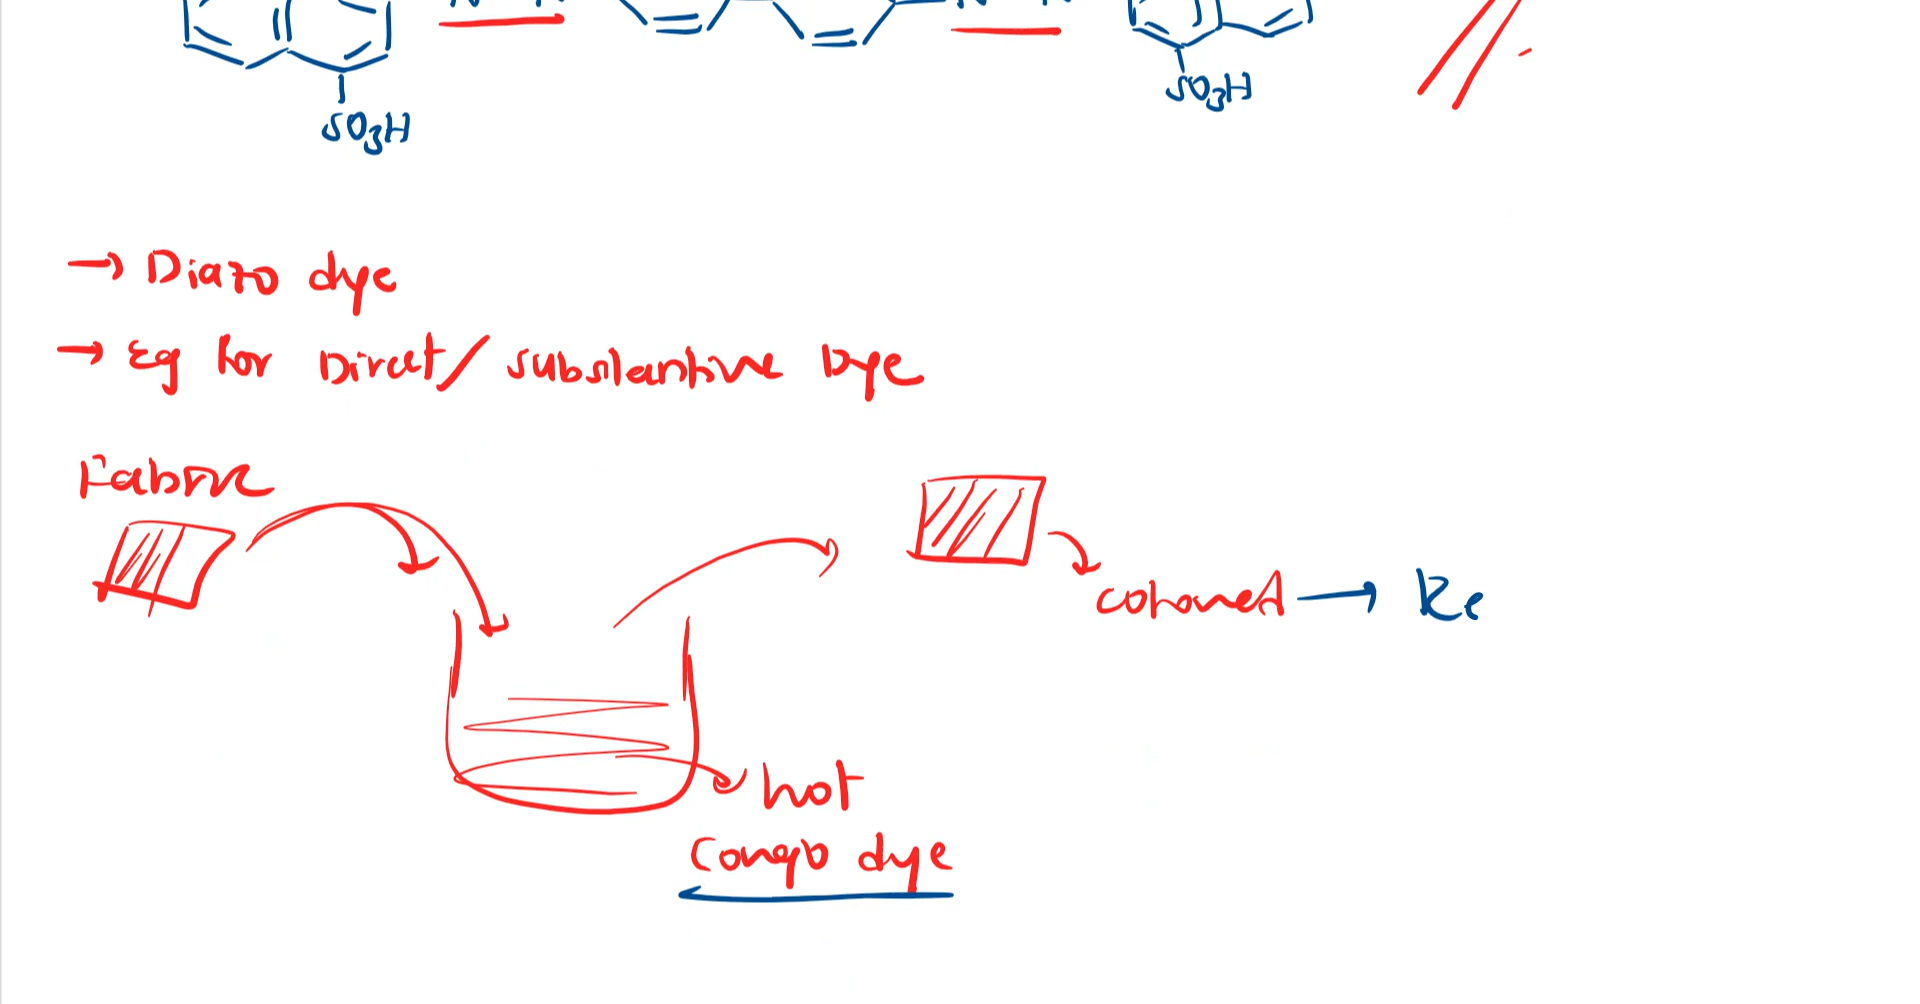 SO3H
SO3H
→ Diazo dye
→ Eg for Direct/ substantive Dye
Fabric
coloured → Re
hot
Congo dye